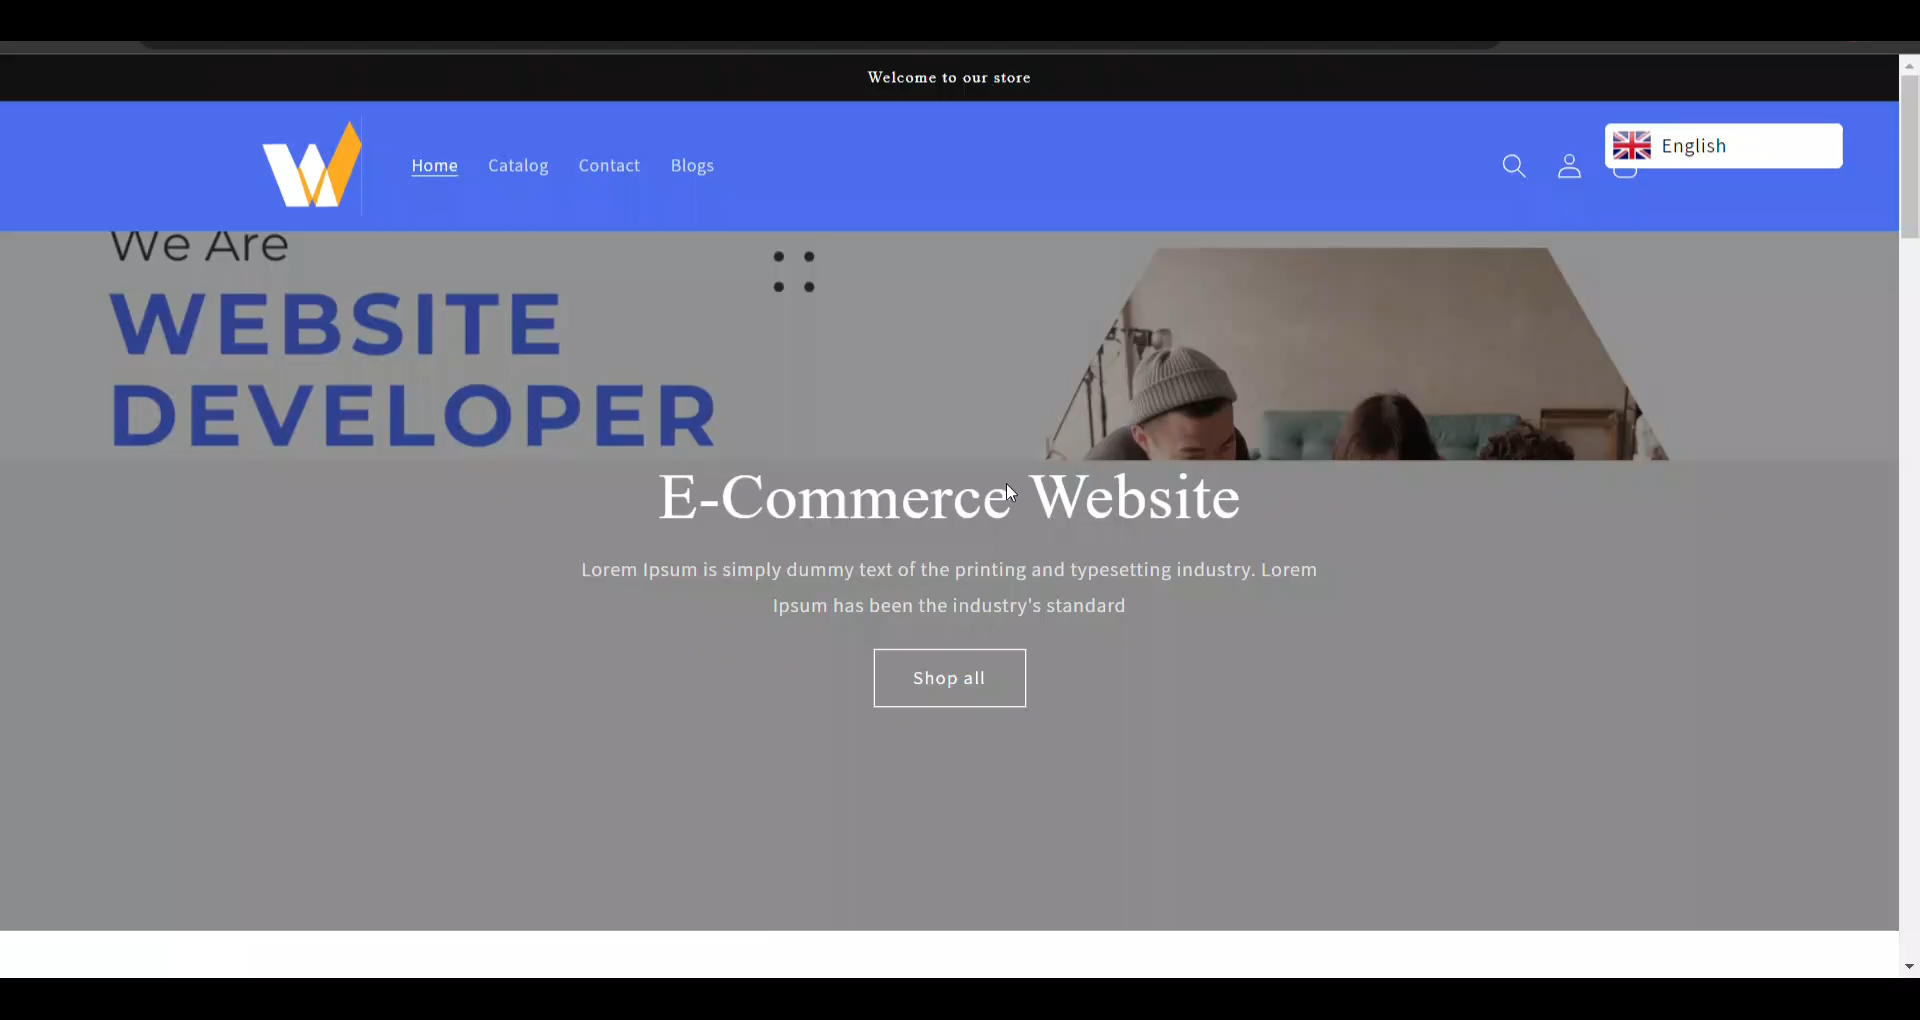 Welcome to our store
Home Catalog Contact Blogs
English
We Are
WEBSITE
DEVELOPER
E-Commerce Website
Lorem Ipsum is simply dummy text of the printing and typesetting industry. Lorem
Ipsum has been the industry's standard
Shop all